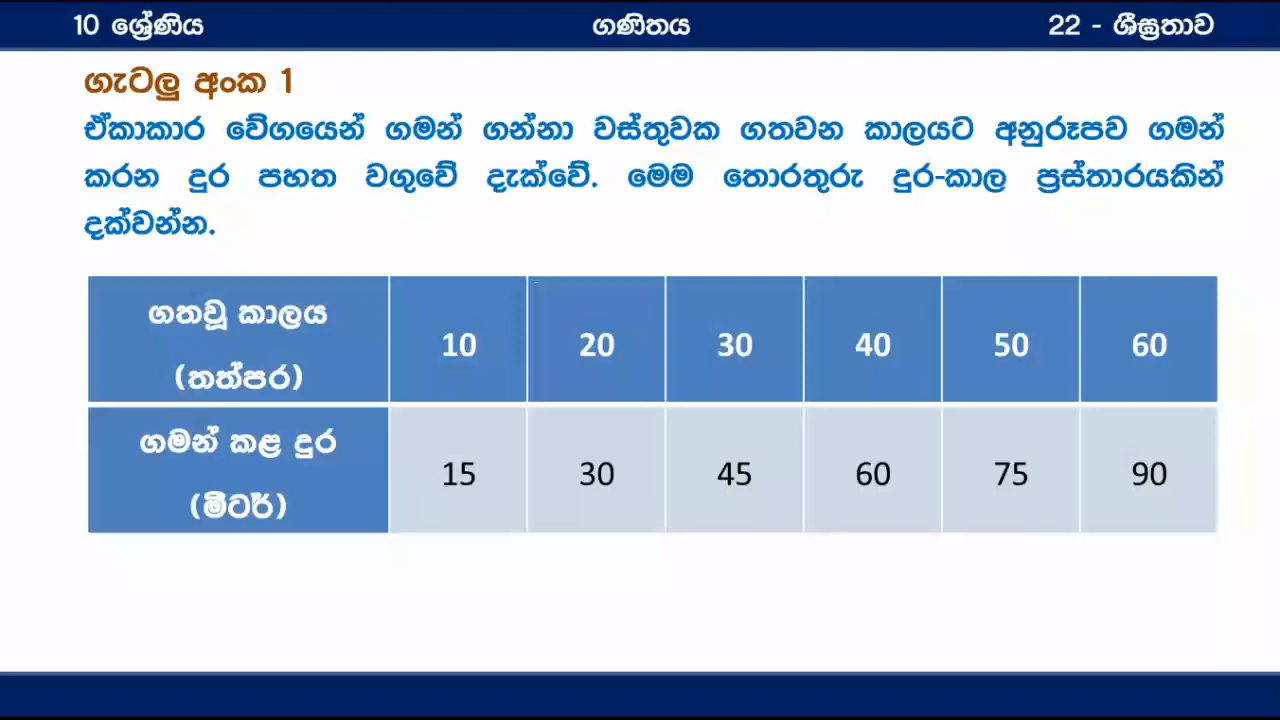 10 ශ්‍රේණිය ගණිතය 22 - ශීඝ්‍රතාව
ගැටලු අංක 1
ඒකාකාර වේගයෙන් ගමන් ගන්නා වස්තුවක ගතවන කාලයට අනුරූපව ගමන්
කරන දුර පහත වගුවේ දැක්වේ. මෙම තොරතුරු දුර-කාල ප්‍රස්තාරයකින්
දක්වන්න.
ගතවූ කාලය
(තත්පර) 10 20 30 40 50 60
ගමන් කළ දුර
(මීටර්) 15 30 45 60 75 90